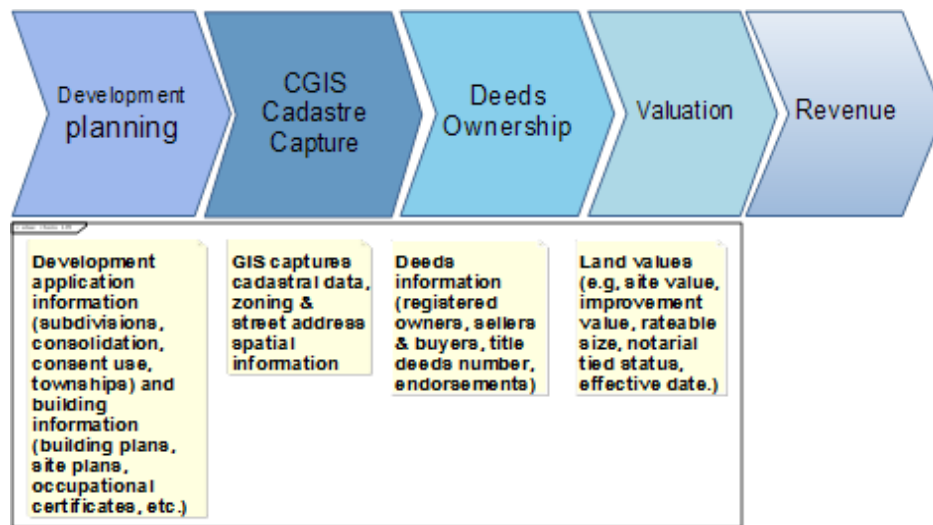 Development
planning
CGIS
Cadastre
Capture
Deeds
Ownership
Valuation
Revenue
Development
application
information
(subdivisions,
consolidation,
consent use,
townships) and
building
information
(building plans,
site plans,
occupational
certificates, etc.)
GIS captures
cadastral data,
zoning &
street address
spatial
information
Deeds
information
(registered
owners, sellers
& buyers, title
deeds number,
endorsements)
Land values
(e.g, site value,
improvement
value, rateable
size, notarial
tied status,
effective date.)